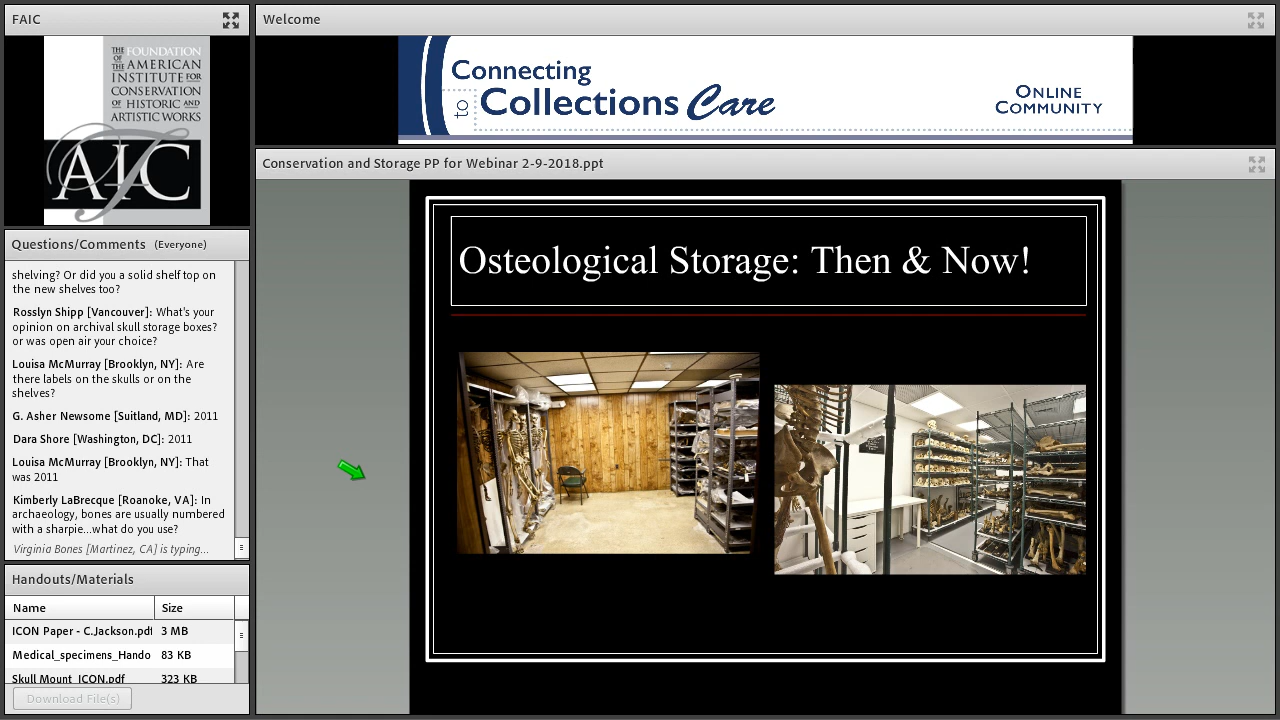 FAIC
THE FOUNDATION
OF THE AMERICAN
INSTITUTE FOR
CONSERVATION
OF HISTORIC AND
ARTISTIC WORKS
AIC
Questions/Comments (Everyone)
shelving? Or did you a solid shelf top on
the new shelves too?
Rosslyn Shipp [Vancouver]: What's your
opinion on archival skull storage boxes?
or was open air your choice?
Louisa McMurray [Brooklyn, NY]: Are
there labels on the skulls or on the
shelves?
G. Asher Newsome [Suitland, MD]: 2011
Dara Shore [Washington, DC]: 2011
Louisa McMurray [Brooklyn, NY]: That
was 2011
Kimberly LaBrecque [Roanoke, VA]: In
archaeology, bones are usually numbered
with a sharpie...what do you use?
Virginia Bones [Martinez, CA] is typing...
Handouts/Materials
Name Size
ICON Paper - C.Jackson.pdf 3 MB
Medical_specimens_Hando 83 KB
Skull Mount_ICON.pdf 323 KB
Download File(s)
Welcome
Connecting
to Collections Care
ONLINE
COMMUNITY
Conservation and Storage PP for Webinar 2-9-2018.ppt
Osteological Storage: Then & Now!